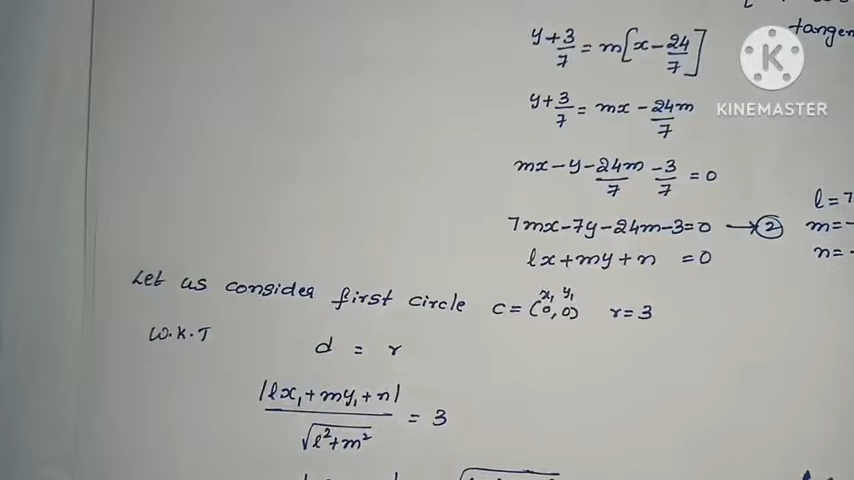 tangen
y+3/7 = m[x-24/7]
K
KINEMASTER
y+3/7 = mx - 24m/7
mx-y-24m/7 -3/7 = 0
l=7
7mx-7y-24m-3=0 → ②
m=-
lx+my+n =0
n=-
Let us consider first circle c=(0,0) r=3
x₁ y₁
W.K.T
d = r
|lx₁+my₁+n|/√l²+m² = 3